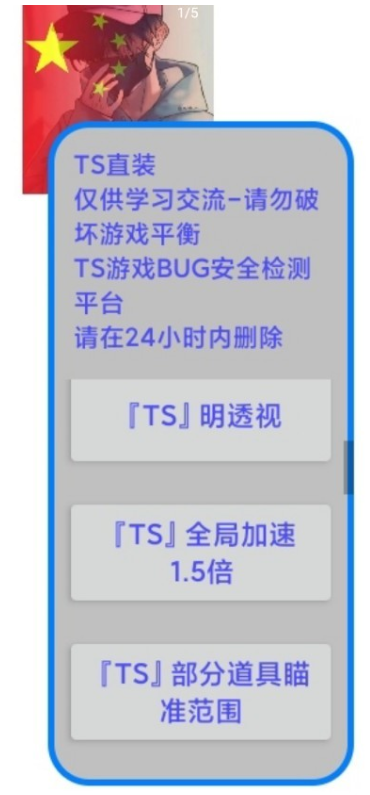 1/5
TS直装
仅供学习交流-请勿破
坏游戏平衡
TS游戏BUG安全检测
平台
请在24小时内删除
『TS』明透视
『TS』全局加速
1.5倍
『TS』部分道具瞄
准范围